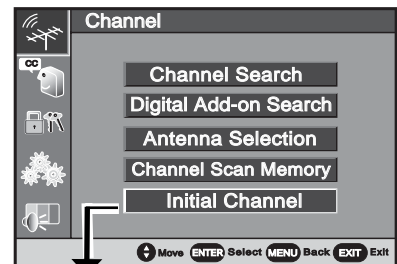 Channel
CC
Channel Search
Digital Add-on Search
Antenna Selection
Channel Scan Memory
Initial Channel
Move ENTER Select MENU Back EXIT Exit